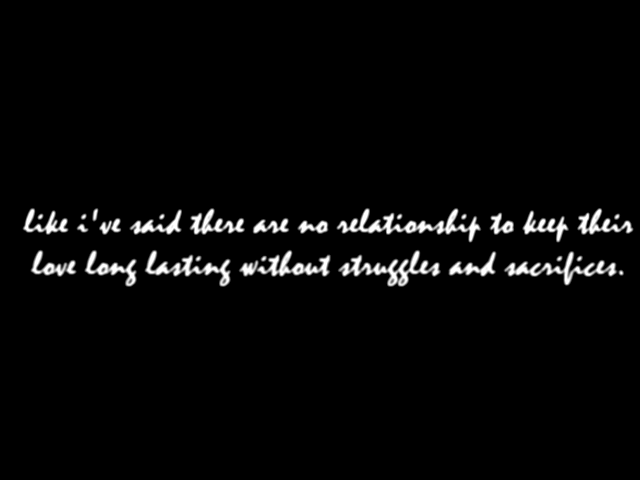 like i've said there are no relationship to keep their
love long lasting without struggles and sacrifices.